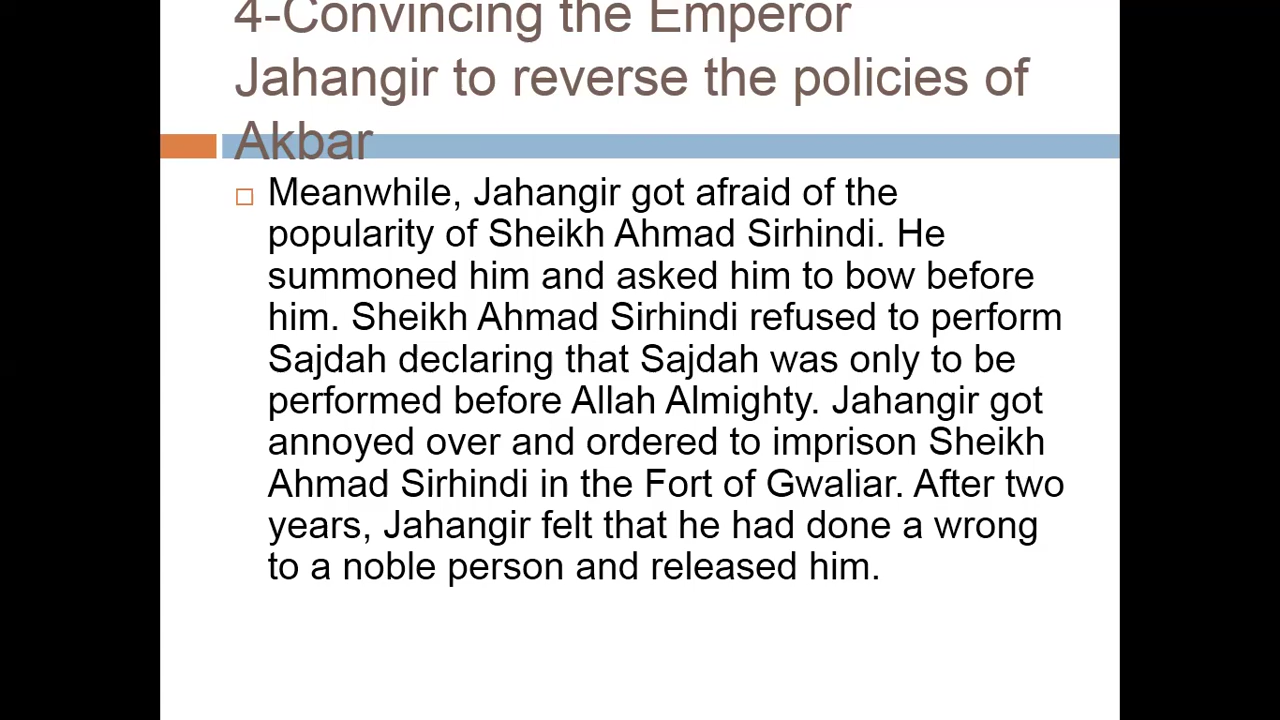 4-Convincing the Emperor
Jahangir to reverse the policies of
Akbar
Meanwhile, Jahangir got afraid of the
popularity of Sheikh Ahmad Sirhindi. He
summoned him and asked him to bow before
him. Sheikh Ahmad Sirhindi refused to perform
Sajdah declaring that Sajdah was only to be
performed before Allah Almighty. Jahangir got
annoyed over and ordered to imprison Sheikh
Ahmad Sirhindi in the Fort of Gwaliar. After two
years, Jahangir felt that he had done a wrong
to a noble person and released him.